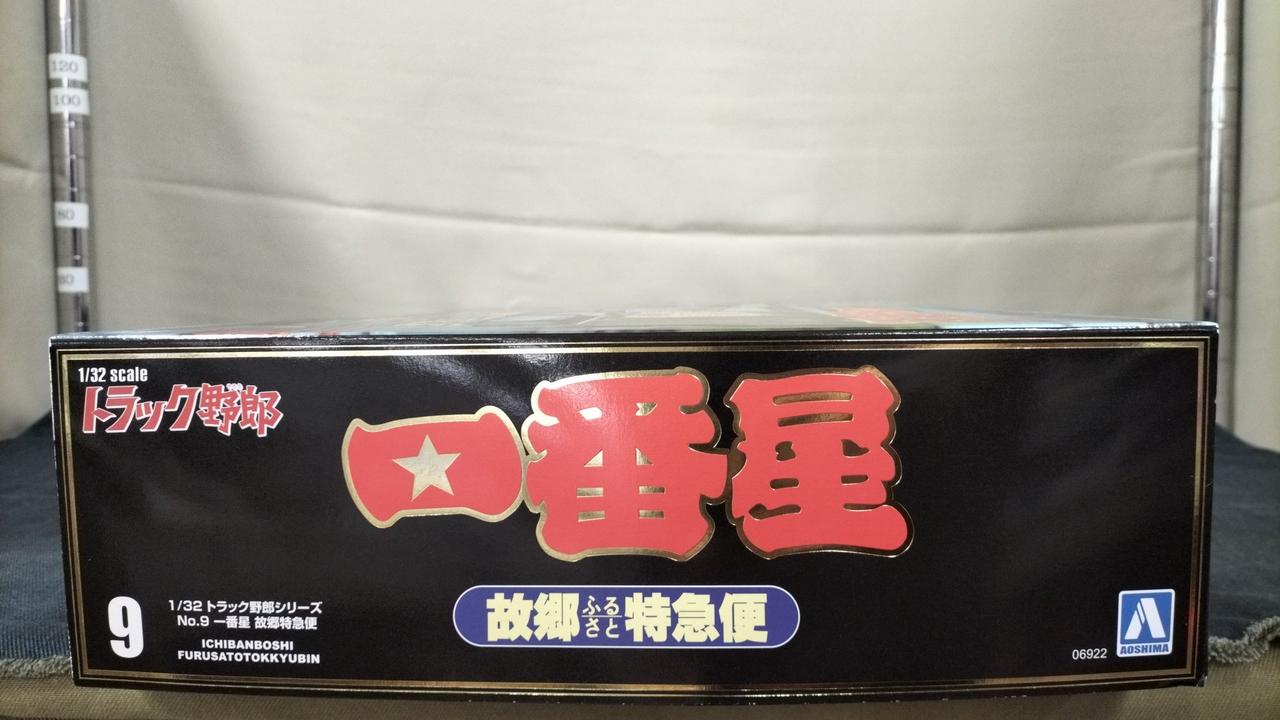 120
100
80
1/32 scale
トラック野郎
一番星
故郷ふるさと特急便
9
1/32 トラック野郎シリーズ
No.9 一番星 故郷特急便
ICHIBANBOSHI
FURUSATOTOKKYUBIN
06922
AOSHIMA